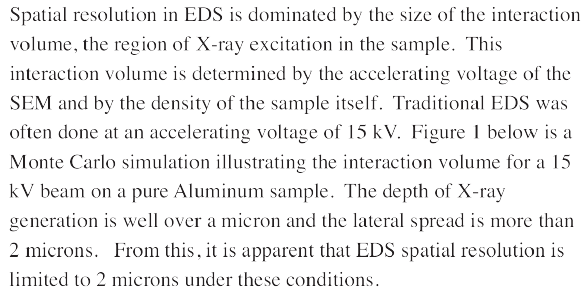 Spatial resolution in EDS is dominated by the size of the interaction
volume, the region of X-ray excitation in the sample.  This
interaction volume is determined by the accelerating voltage of the
SEM and by the density of the sample itself.  Traditional EDS was
often done at an accelerating voltage of 15 kV.  Figure 1 below is a
Monte Carlo simulation illustrating the interaction volume for a 15
kV beam on a pure Aluminum sample.  The depth of X-ray
generation is well over a micron and the lateral spread is more than
2 microns.   From this, it is apparent that EDS spatial resolution is
limited to 2 microns under these conditions.